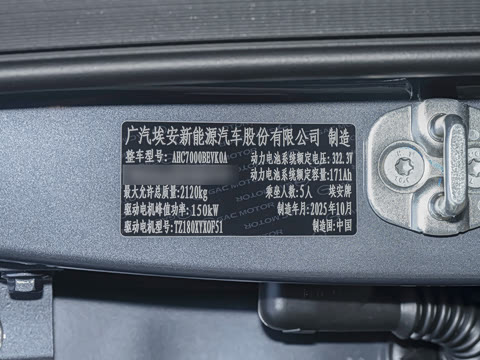 广汽埃安新能源汽车股份有限公司 制造
整车型号: AHC7000BEVK0A 动力电池系统额定电压: 322.3V
动力电池系统额定容量: 171Ah
最大允许总质量: 2120kg 乘坐人数: 5人 埃安牌
驱动电机峰值功率: 150kW 制造年月: 2025年10月
驱动电机型号: TZ180XYX0F51 制造国: 中国
GAC MOTOR